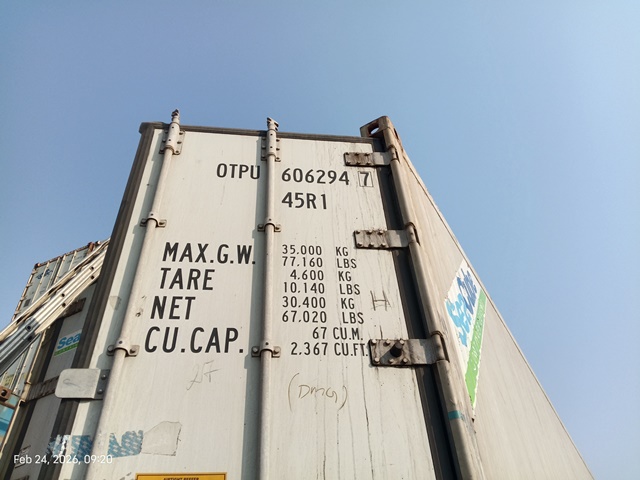 OTPU 606294 7
45R1
MAX.G.W. 35.000 KG
77.160 LBS
TARE 4.600 KG
10.140 LBS
NET 30.400 KG
67.020 LBS
CU.CAP. 67 CU.M.
2.367 CU.FT.
H
(DMG)
Sea
Feb 24, 2026, 09:20